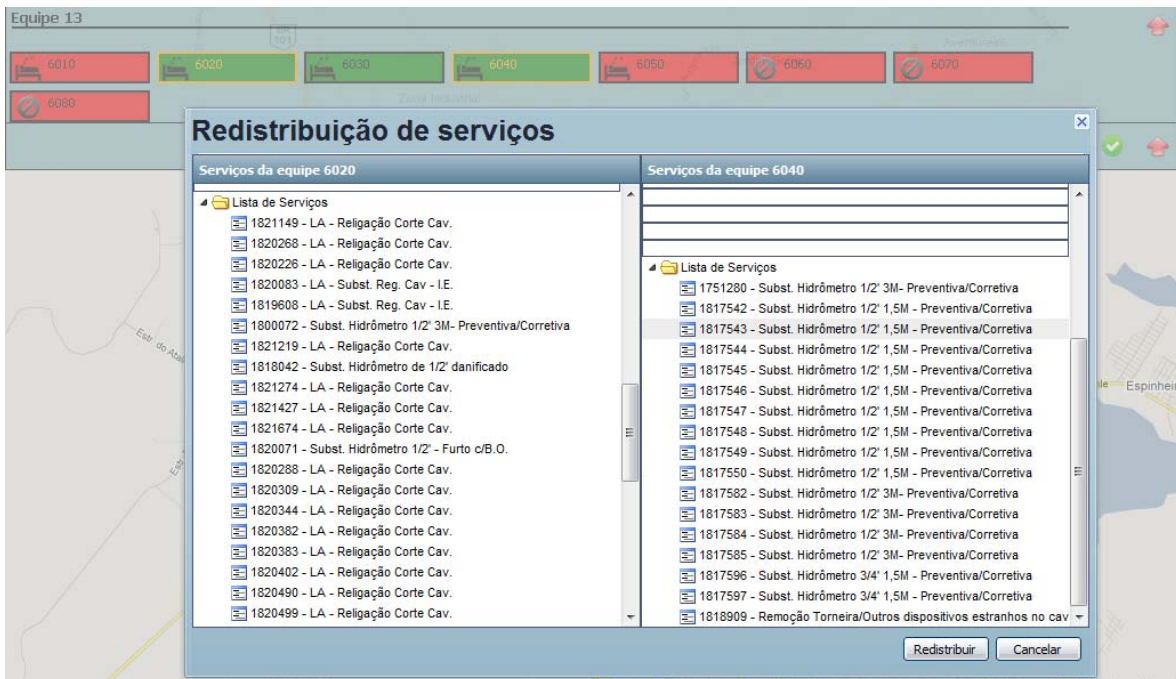 Equipe 13
BR
101
6010
6020
6030
6040
6050
6060
6070
6080
Zona Industrial
Redistribuição de serviços
Serviços da equipe 6020
Lista de Serviços
1821149 - LA - Religação Corte Cav.
1820268 - LA - Religação Corte Cav.
1820226 - LA - Religação Corte Cav.
1820083 - LA - Subst. Reg. Cav - I.E.
1819608 - LA - Subst. Reg. Cav - I.E.
1800072 - Subst. Hidrômetro 1/2' 3M- Preventiva/Corretiva
1821219 - LA - Religação Corte Cav.
1818042 - Subst. Hidrômetro de 1/2' danificado
1821274 - LA - Religação Corte Cav.
1821427 - LA - Religação Corte Cav.
1821674 - LA - Religação Corte Cav.
1820071 - Subst. Hidrômetro 1/2' - Furto c/B.O.
1820288 - LA - Religação Corte Cav.
1820309 - LA - Religação Corte Cav.
1820344 - LA - Religação Corte Cav.
1820382 - LA - Religação Corte Cav.
1820383 - LA - Religação Corte Cav.
1820402 - LA - Religação Corte Cav.
1820490 - LA - Religação Corte Cav.
1820499 - LA - Religação Corte Cav.
Serviços da equipe 6040
Lista de Serviços
1751280 - Subst. Hidrômetro 1/2' 3M- Preventiva/Corretiva
1817542 - Subst. Hidrômetro 1/2' 1,5M - Preventiva/Corretiva
1817543 - Subst. Hidrômetro 1/2' 1,5M - Preventiva/Corretiva
1817544 - Subst. Hidrômetro 1/2' 1,5M - Preventiva/Corretiva
1817545 - Subst. Hidrômetro 1/2' 1,5M - Preventiva/Corretiva
1817546 - Subst. Hidrômetro 1/2' 1,5M - Preventiva/Corretiva
1817547 - Subst. Hidrômetro 1/2' 1,5M - Preventiva/Corretiva
1817548 - Subst. Hidrômetro 1/2' 1,5M - Preventiva/Corretiva
1817549 - Subst. Hidrômetro 1/2' 1,5M - Preventiva/Corretiva
1817550 - Subst. Hidrômetro 1/2' 1,5M - Preventiva/Corretiva
1817582 - Subst. Hidrômetro 1/2' 3M- Preventiva/Corretiva
1817583 - Subst. Hidrômetro 1/2' 3M- Preventiva/Corretiva
1817584 - Subst. Hidrômetro 1/2' 3M- Preventiva/Corretiva
1817585 - Subst. Hidrômetro 1/2' 3M- Preventiva/Corretiva
1817596 - Subst. Hidrômetro 3/4' 1,5M - Preventiva/Corretiva
1817597 - Subst. Hidrômetro 3/4' 1,5M - Preventiva/Corretiva
1818909 - Remoção Torneira/Outros dispositivos estranhos no cav
Redistribuir
Cancelar
Estr. do Ata
Estr
Espinhei